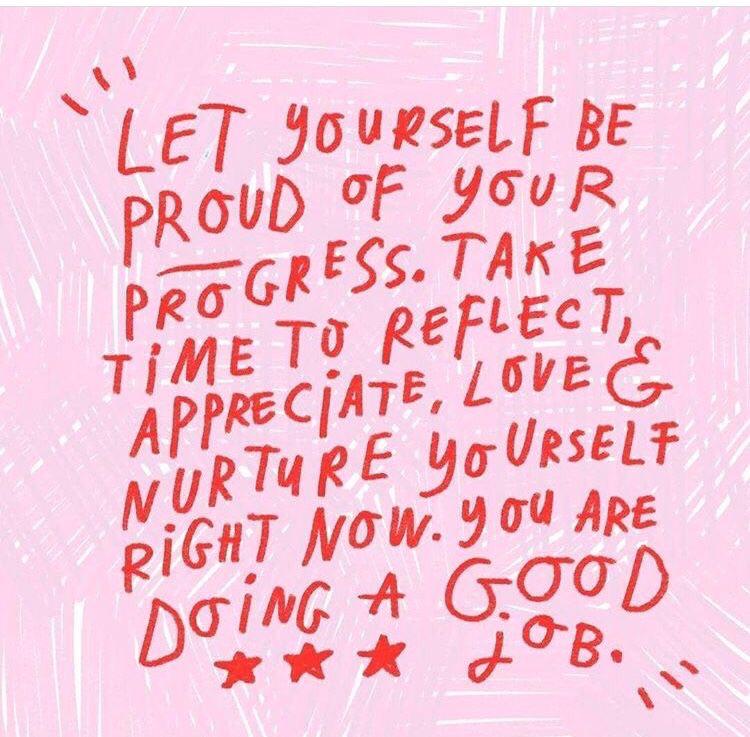 LET YOURSELF BE
PROUD OF YOUR
PROGRESS. TAKE
TIME TO REFLECT,
APPRECIATE, LOVE &
NURTURE YOURSELF
RIGHT NOW. YOU ARE
DOING A GOOD
JOB.